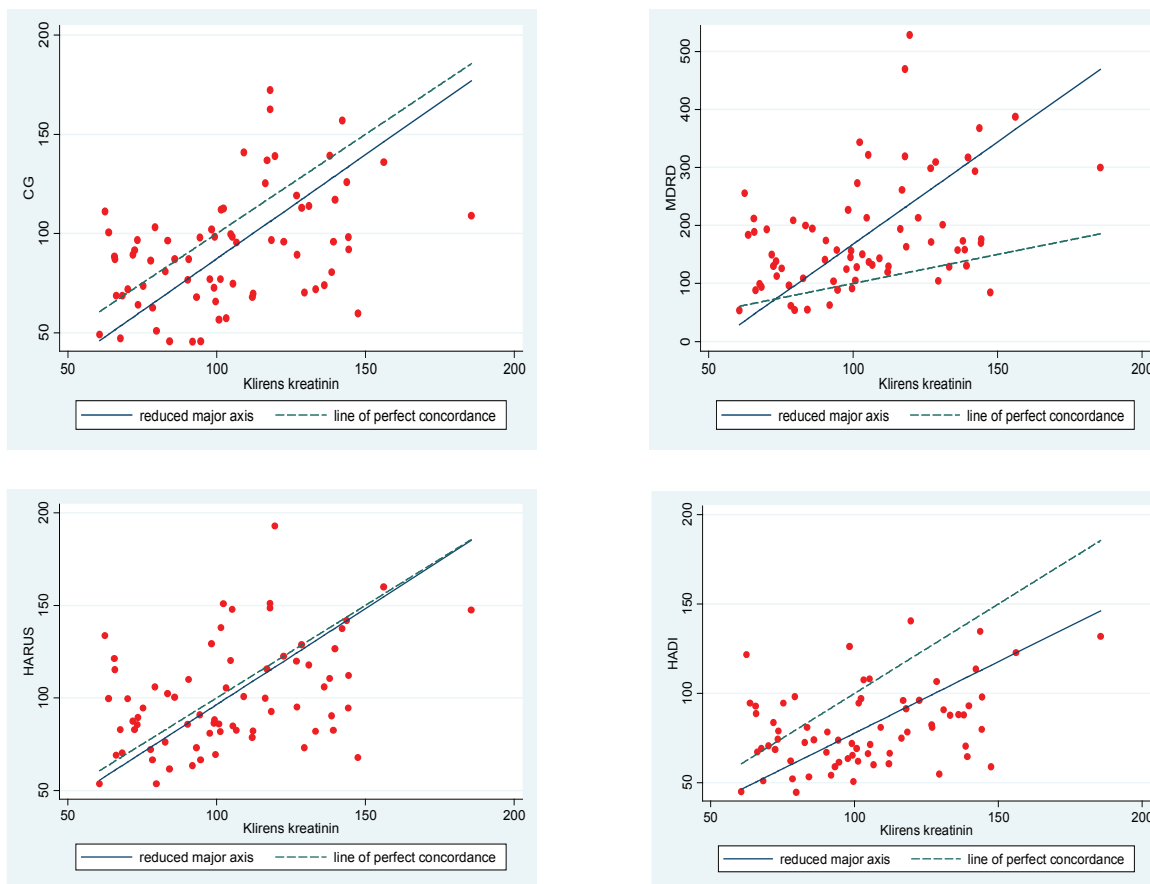 200
150
100
50
CG
50 100 150 200
Klirens kreatinin
reduced major axis line of perfect concordance
500
400
300
200
100
0
MDRD
50 100 150 200
Klirens kreatinin
reduced major axis line of perfect concordance
200
150
100
50
HARUS
50 100 150 200
Klirens kreatinin
reduced major axis line of perfect concordance
200
150
100
50
HADI
50 100 150 200
Klirens kreatinin
reduced major axis line of perfect concordance